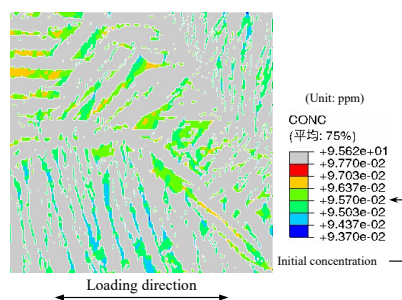 (Unit: ppm)
CONC
(平均: 75%)
+9.562e+01
+9.770e-02
+9.703e-02
+9.637e-02
+9.570e-02
+9.503e-02
+9.437e-02
+9.370e-02
Initial concentration
Loading direction